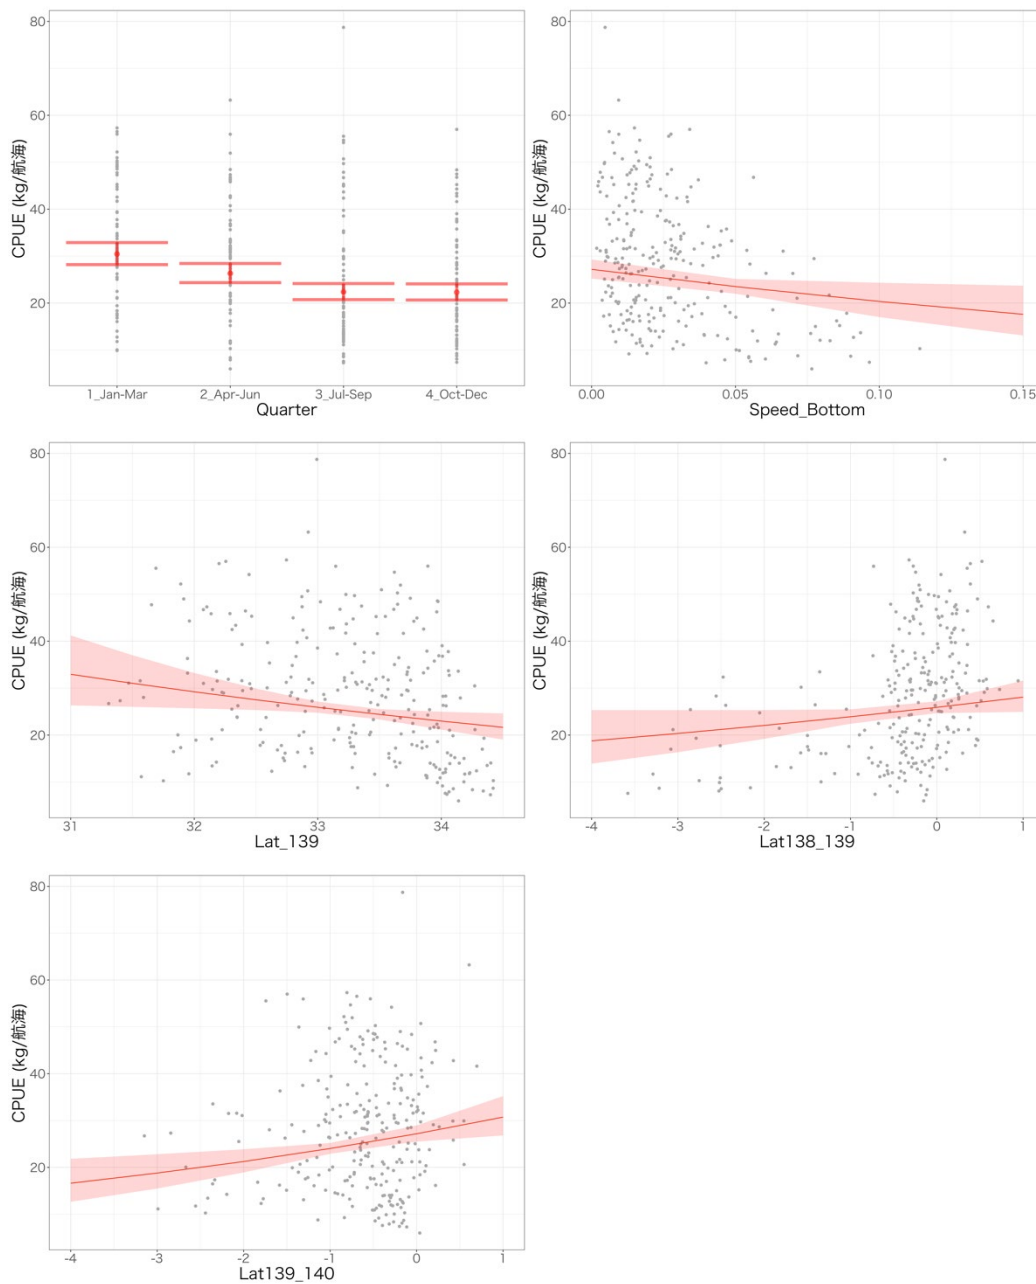 80
60
40
20
CPUE (kg/航海)
1_Jan-Mar 2_Apr-Jun 3_Jul-Sep 4_Oct-Dec
Quarter
80
60
40
20
CPUE (kg/航海)
0.00 0.05 0.10 0.15
Speed_Bottom
80
60
40
20
CPUE (kg/航海)
31 32 33 34
Lat_139
80
60
40
20
CPUE (kg/航海)
-4 -3 -2 -1 0 1
Lat138_139
80
60
40
20
CPUE (kg/航海)
-4 -3 -2 -1 0 1
Lat139_140